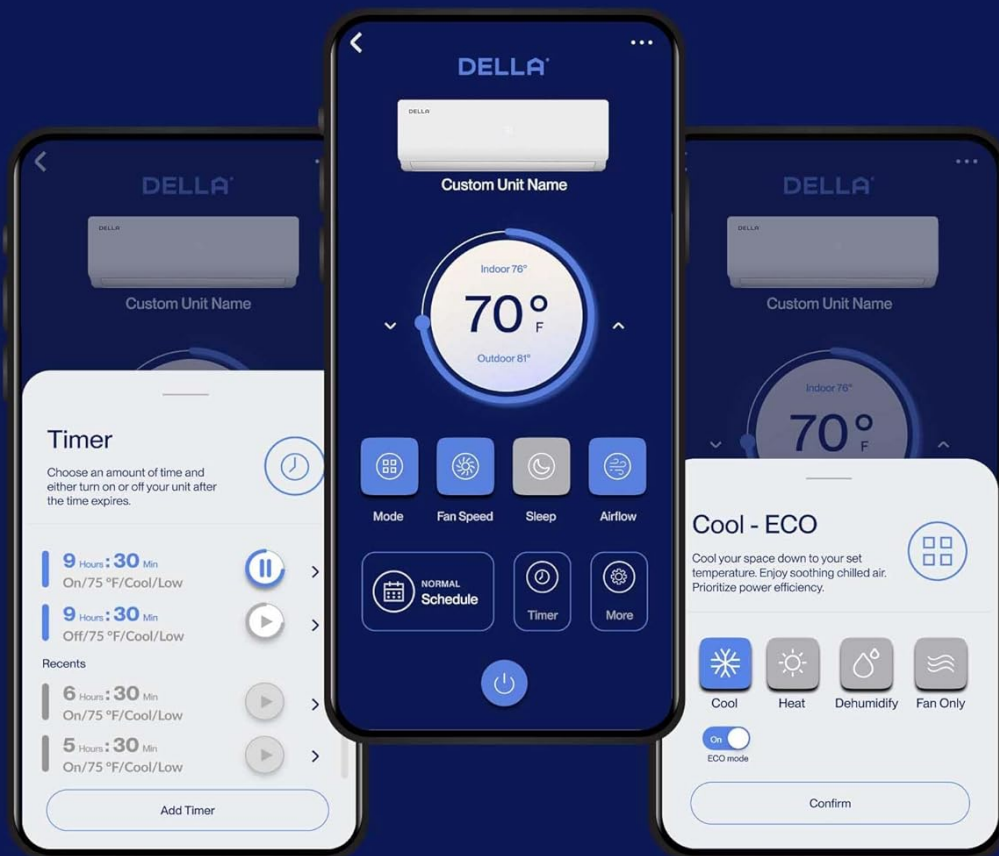 DELLA
DELLA
Custom Unit Name
Timer
Choose an amount of time and
either turn on or off your unit after
the time expires.
9 Hours : 30 Min
On/75 °F/Cool/Low
9 Hours : 30 Min
Off/75 °F/Cool/Low
Recents
6 Hours : 30 Min
On/75 °F/Cool/Low
5 Hours : 30 Min
On/75 °F/Cool/Low
Add Timer
DELLA
DELLA
Custom Unit Name
Indoor 76°
70° F
Outdoor 81°
Mode
Fan Speed
Sleep
Airflow
NORMAL
Schedule
Timer
More
DELLA
DELLA
Custom Unit Name
Indoor 76°
70° F
Cool - ECO
Cool your space down to your set
temperature. Enjoy soothing chilled air.
Prioritize power efficiency.
Cool
Heat
Dehumidify
Fan Only
On
ECO mode
Confirm